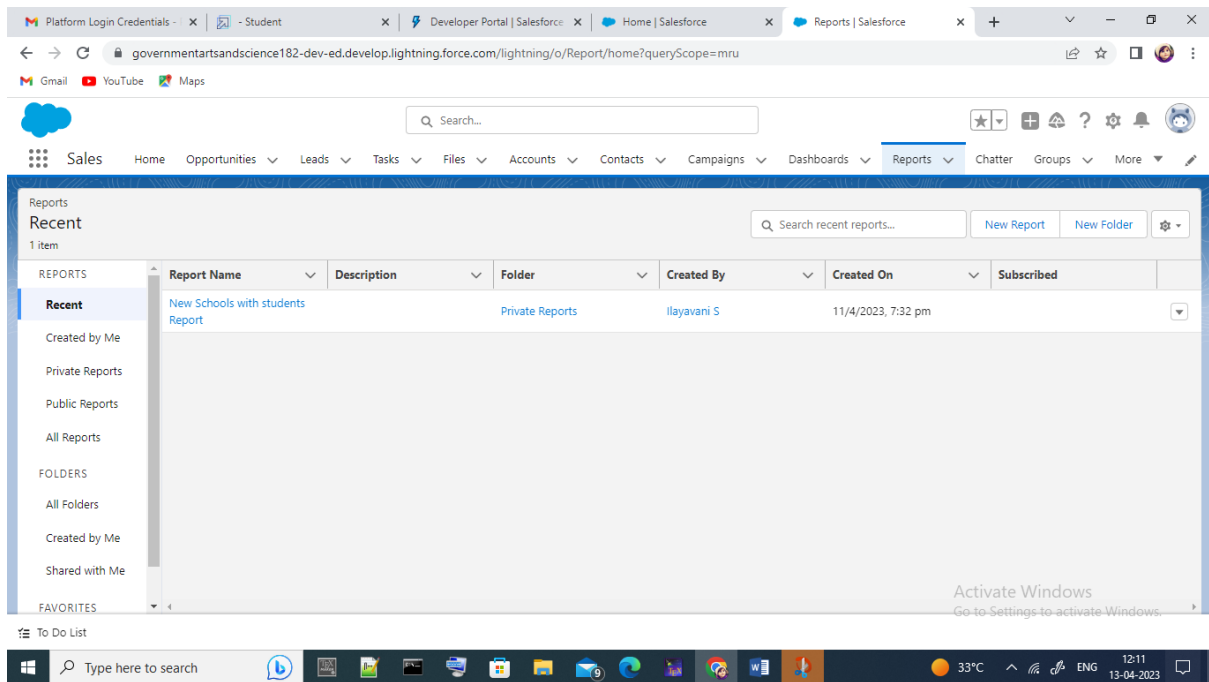 Platform Login Credentials - - Student Developer Portal | Salesforce Home | Salesforce Reports | Salesforce
governmentartsandscience182-dev-ed.develop.lightning.force.com/lightning/o/Report/home?queryScope=mru
Gmail YouTube Maps
Search...
Sales Home Opportunities Leads Tasks Files Accounts Contacts Campaigns Dashboards Reports Chatter Groups More
Reports
Recent
1 item
Search recent reports...
New Report New Folder
REPORTS Report Name Description Folder Created By Created On Subscribed
Recent New Schools with students
Report Private Reports Ilayavani S 11/4/2023, 7:32 pm
Created by Me
Private Reports
Public Reports
All Reports
FOLDERS
All Folders
Created by Me
Shared with Me
FAVORITES
Activate Windows
Go to Settings to activate Windows.
To Do List
Type here to search 9 33°C ENG 12:11
13-04-2023